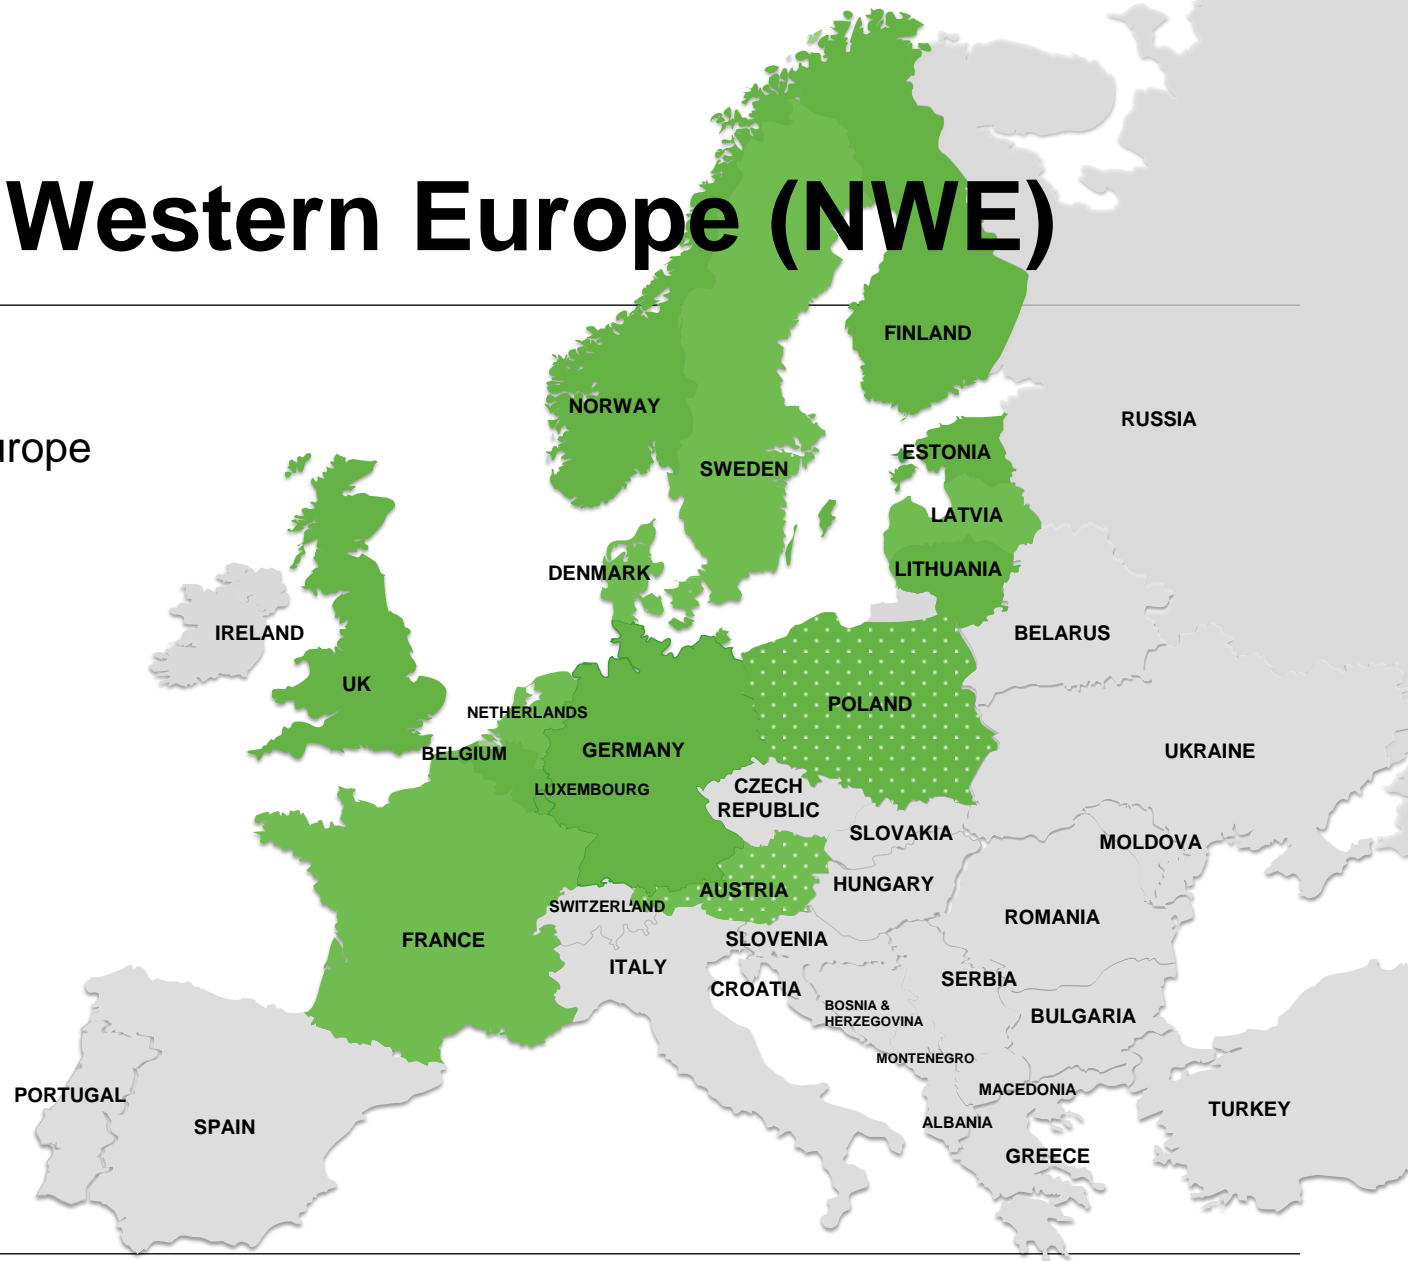 Western Europe (NWE)
FINLAND
NORWAY
RUSSIA
urope
ESTONIA
SWEDEN
LATVIA
DENMARK
LITHUANIA
IRELAND
BELARUS
UK
POLAND
NETHERLANDS
BELGIUM
GERMANY
UKRAINE
LUXEMBOURG
CZECH
REPUBLIC
SLOVAKIA
MOLDOVA
AUSTRIA
HUNGARY
SWITZERLAND
ROMANIA
FRANCE
SLOVENIA
ITALY
SERBIA
CROATIA
BOSNIA &
HERZEGOVINA
BULGARIA
MONTENEGRO
MACEDONIA
PORTUGAL
TURKEY
ALBANIA
SPAIN
GREECE